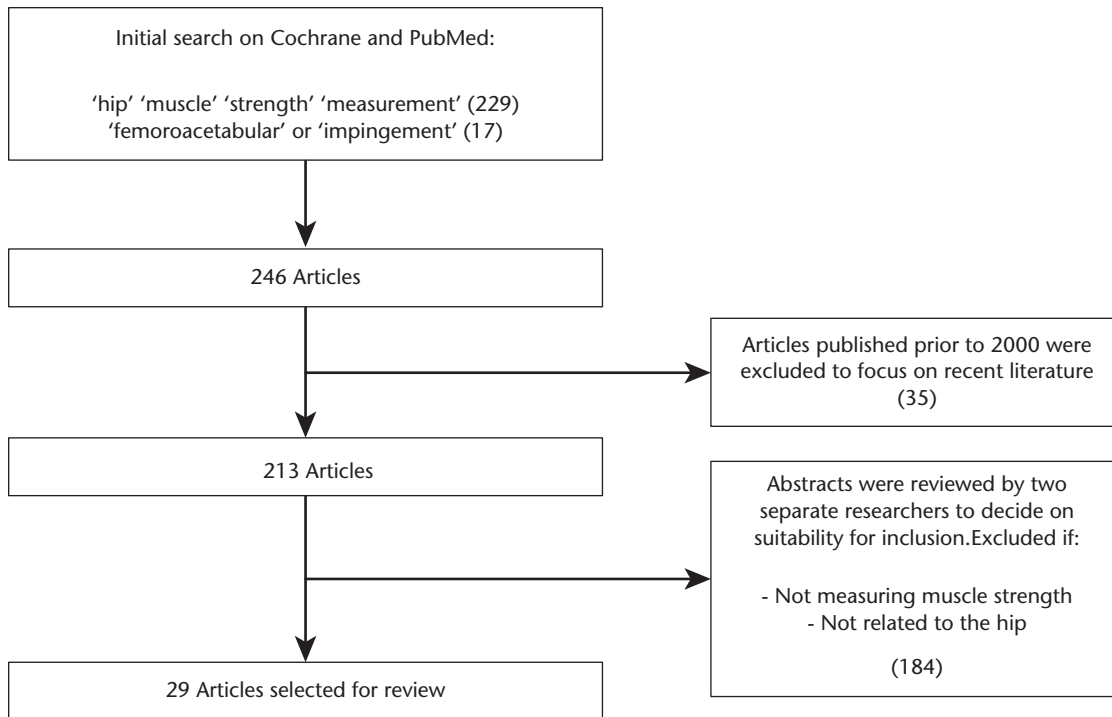 Initial search on Cochrane and PubMed:
‘hip’ ‘muscle’ ‘strength’ ‘measurement’ (229)
‘femoroacetabular’ or ‘impingement’ (17)
246 Articles
Articles published prior to 2000 were
excluded to focus on recent literature
(35)
213 Articles
Abstracts were reviewed by two
separate researchers to decide on
suitability for inclusion.Excluded if:
- Not measuring muscle strength
- Not related to the hip
(184)
29 Articles selected for review